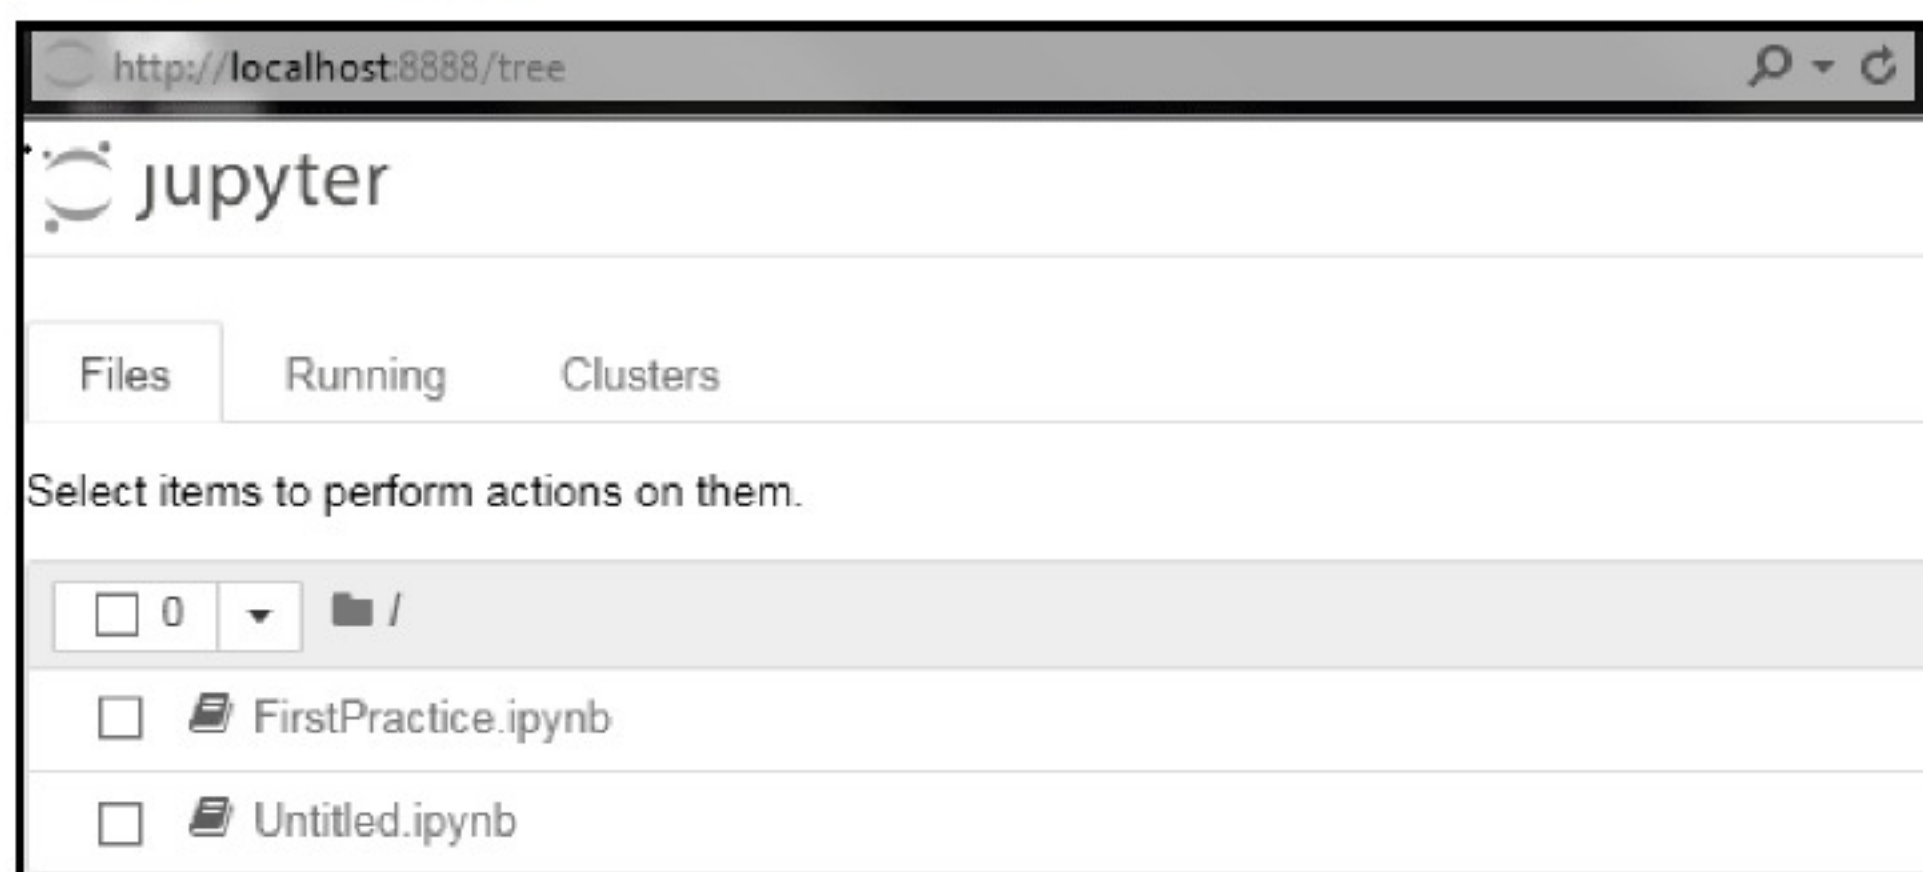 http://localhost:8888/tree
jupyter
Files Running Clusters
Select items to perform actions on them.
0 /
FirstPractice.ipynb
Untitled.ipynb